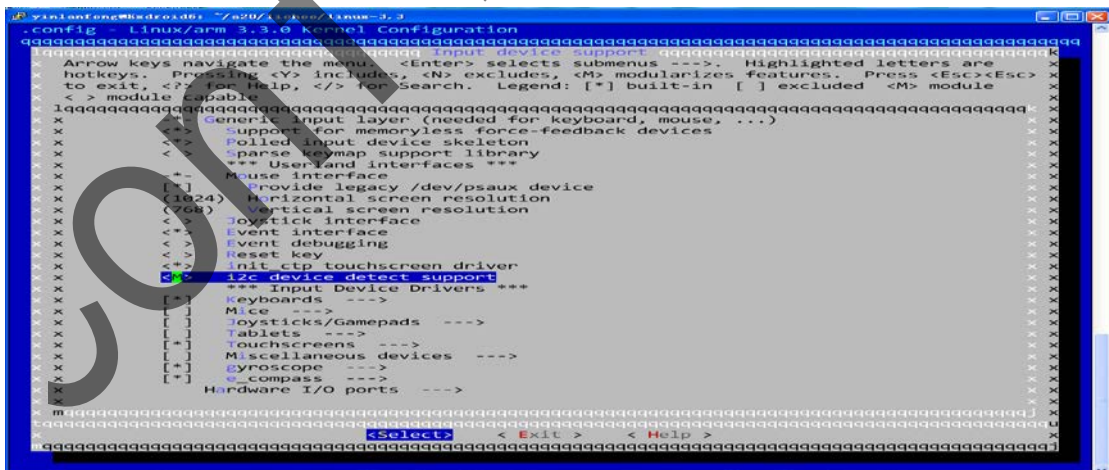 yinlanfong@Exdroid6: ~/a20/lichee/linux-3.3
.config - Linux/arm 3.3.0 Kernel Configuration
Input device support
Arrow keys navigate the menu. <Enter> selects submenus --->. Highlighted letters are
hotkeys. Pressing <Y> includes, <N> excludes, <M> modularizes features. Press <Esc><Esc>
to exit, <?> for Help, </> for Search. Legend: [*] built-in [ ] excluded <M> module
< > module capable
-*- Generic input layer (needed for keyboard, mouse, ...)
<*> Support for memoryless force-feedback devices
<*> Polled input device skeleton
< > Sparse keymap support library
*** Userland interfaces ***
-*- Mouse interface
[*] Provide legacy /dev/psaux device
(1024) Horizontal screen resolution
(768) Vertical screen resolution
< > Joystick interface
<*> Event interface
< > Event debugging
< > Reset key
<*> init_ctp touchscreen driver
<M> i2c device detect support
*** Input Device Drivers ***
[*] Keyboards --->
[ ] Mice --->
[ ] Joysticks/Gamepads --->
[ ] Tablets --->
[*] Touchscreens --->
[ ] Miscellaneous devices --->
[*] gyroscope --->
[*] e_compass --->
Hardware I/O ports --->
<Select> < Exit > < Help >